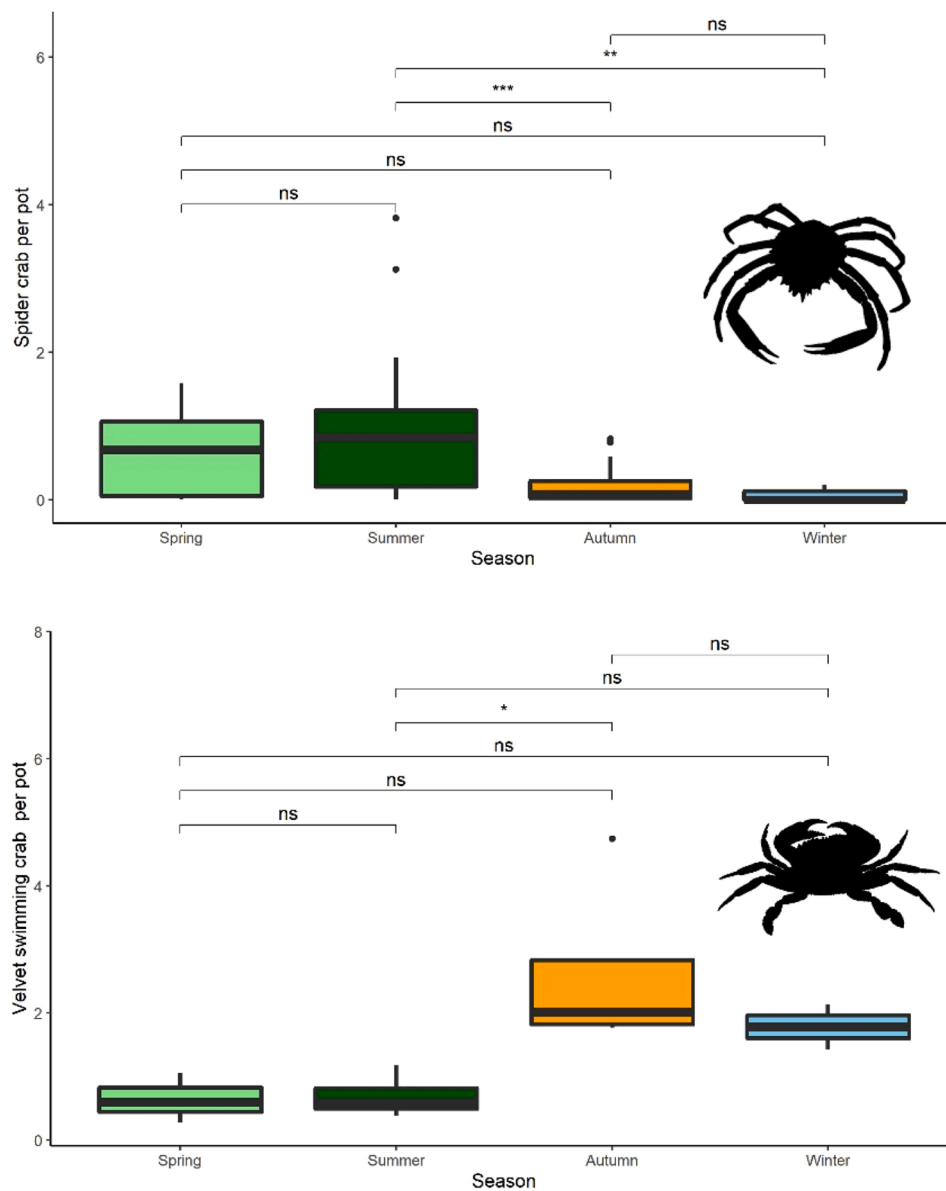 ns
**
6
***
ns
ns
4
ns
Spider crab per pot
2
0
Spring Summer Autumn Winter
Season
8
ns
ns
*
ns
6
ns
ns
Velvet swimming crab per pot
4
2
0
Spring Summer Autumn Winter
Season